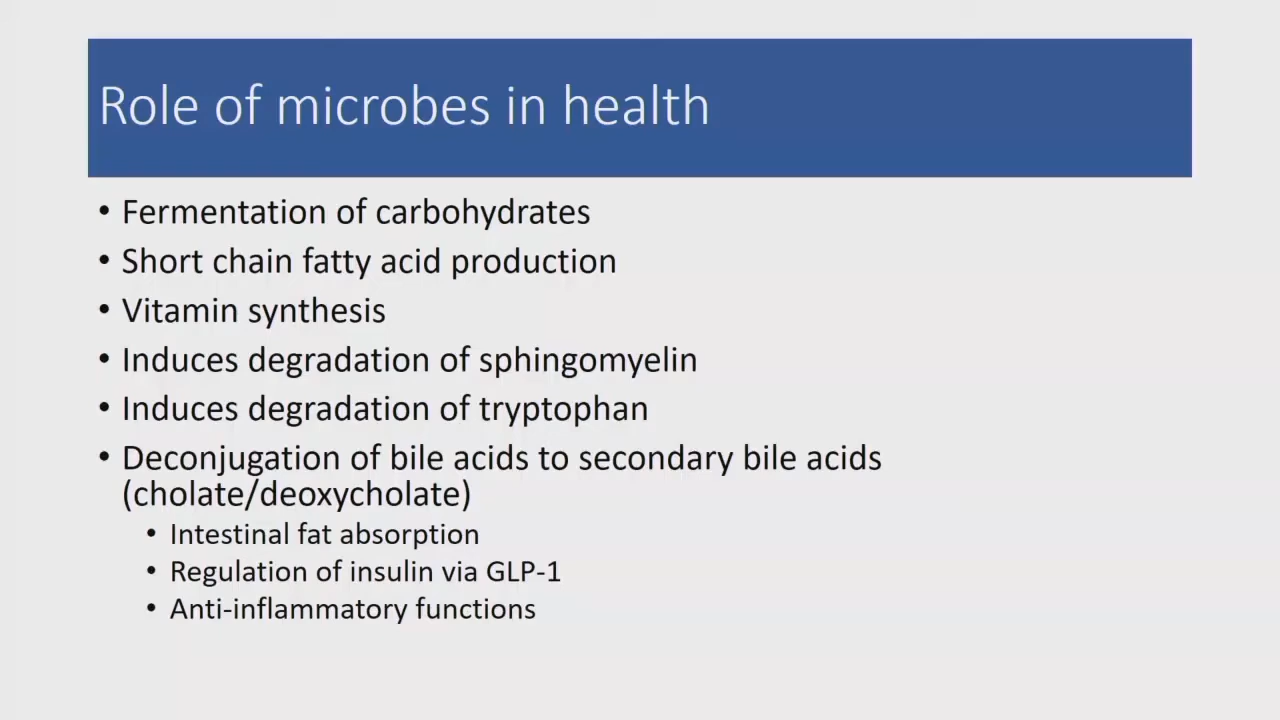 Role of microbes in health
• Fermentation of carbohydrates
• Short chain fatty acid production
• Vitamin synthesis
• Induces degradation of sphingomyelin
• Induces degradation of tryptophan
• Deconjugation of bile acids to secondary bile acids
(cholate/deoxycholate)
• Intestinal fat absorption
• Regulation of insulin via GLP-1
• Anti-inflammatory functions